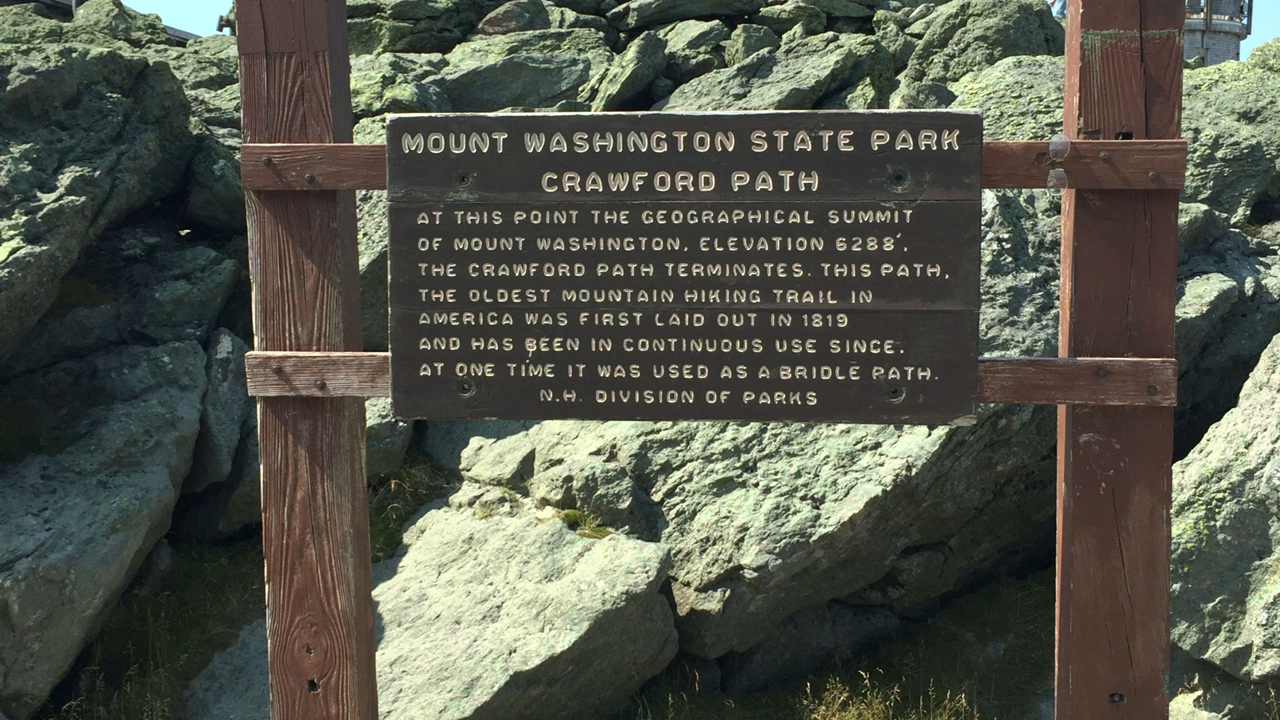 MOUNT WASHINGTON STATE PARK
CRAWFORD PATH
AT THIS POINT THE GEOGRAPHICAL SUMMIT
OF MOUNT WASHINGTON, ELEVATION 6288',
THE CRAWFORD PATH TERMINATES. THIS PATH,
THE OLDEST MOUNTAIN HIKING TRAIL IN
AMERICA WAS FIRST LAID OUT IN 1819
AND HAS BEEN IN CONTINUOUS USE SINCE.
AT ONE TIME IT WAS USED AS A BRIDLE PATH.
N.H. DIVISION OF PARKS